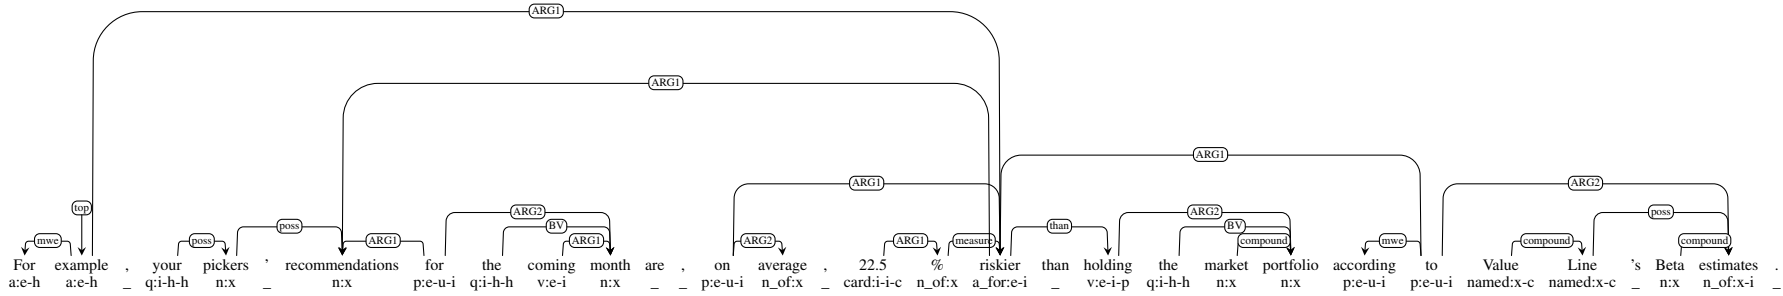 ARG1
ARG1
ARG1
ARG1 ARG2
top ARG2 poss
poss BV BV
mwe poss ARG1 ARG1 ARG2 ARG1 measure than compound mwe compound compound
For example , your pickers ' recommendations for the coming month are , on average , 22.5 % riskier than holding the market portfolio according to Value Line 's Beta estimates .
a:e-h a:e-h _ q:i-h-h n:x _ n:x p:e-u-i q:i-h-h v:e-i n:x _ _ p:e-u-i n_of:x _ card:i-i-c n_of:x a_for:e-i _ v:e-i-p q:i-h-h n:x n:x p:e-u-i p:e-u-i named:x-c named:x-c _ n:x n_of:x-i _